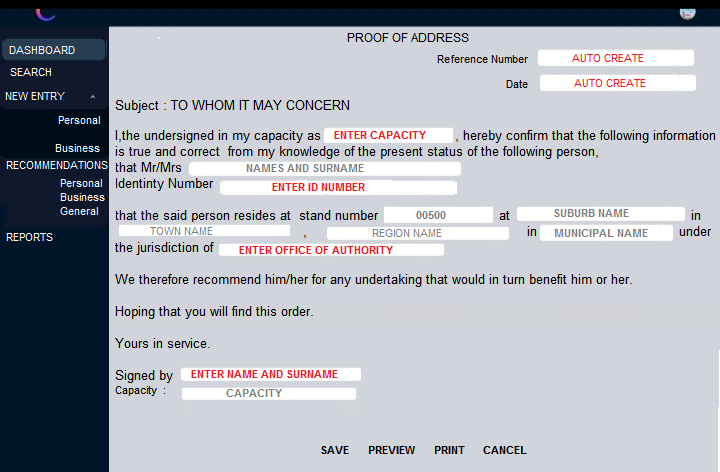 DASHBOARD
SEARCH
NEW ENTRY
Personal
Business
RECOMMENDATIONS
Personal
Business
General
REPORTS
PROOF OF ADDRESS
Reference Number AUTO CREATE
Date AUTO CREATE
Subject : TO WHOM IT MAY CONCERN
I,the undersigned in my capacity as ENTER CAPACITY , hereby confirm that the following information
is true and correct from my knowledge of the present status of the following person,
that Mr/Mrs NAMES AND SURNAME
Identinty Number ENTER ID NUMBER
that the said person resides at stand number 00500 at SUBURB NAME in
TOWN NAME , REGION NAME in MUNICIPAL NAME under
the jurisdiction of ENTER OFFICE OF AUTHORITY
We therefore recommend him/her for any undertaking that would in turn benefit him or her.
Hoping that you will find this order.
Yours in service.
Signed by ENTER NAME AND SURNAME
Capacity : CAPACITY
SAVE PREVIEW PRINT CANCEL